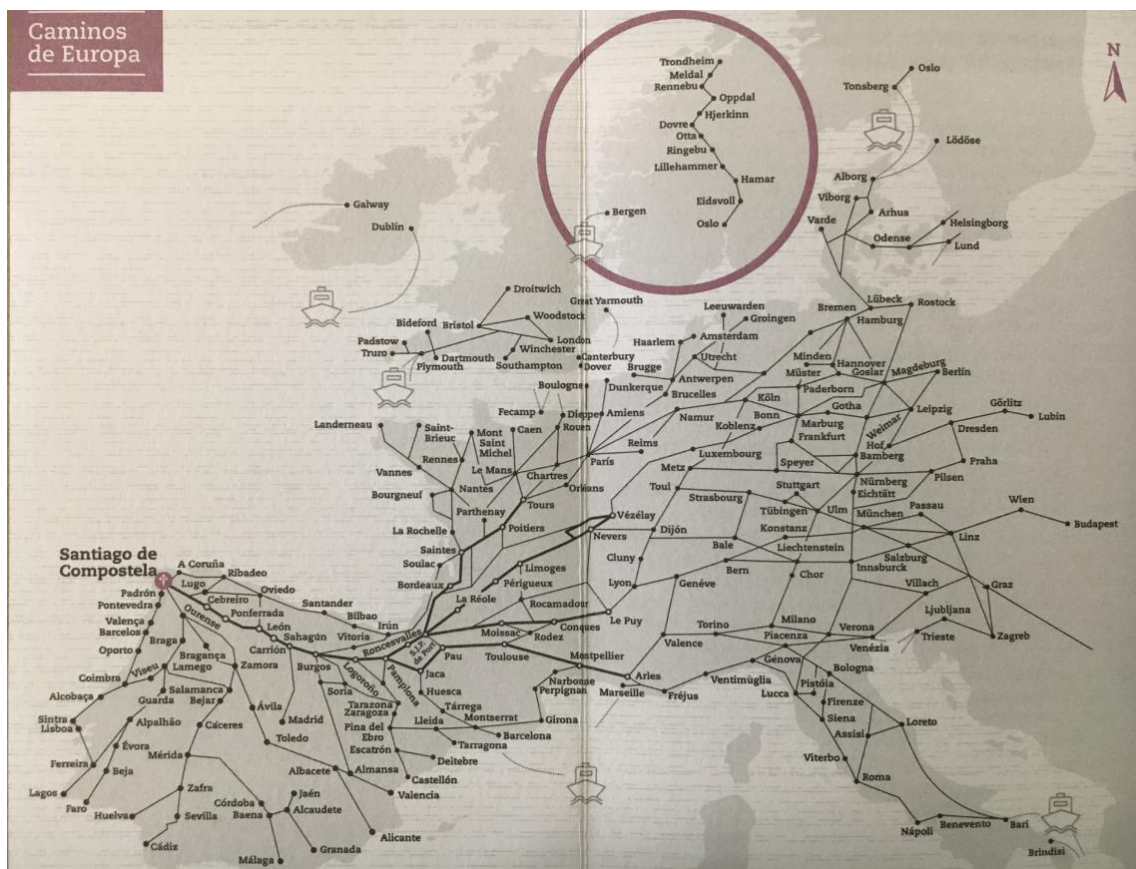 Caminos
de Europa
N
Trondheim
Meldal
Rennebu
Oppdal
Hjerkinn
Dovre
Otta
Ringebu
Lillehammer
Hamar
Eidsvoll
Oslo
Bergen
Oslo
Tonsberg
Lödöse
Alborg
Viborg
Arhus
Varde
Helsingborg
Odense
Lund
Galway
Dublín
Droitwich
Great Yarmouth
Woodstock
Bideford
Bristol
Padstow
London
Truro
Winchester
Dartmouth
Plymouth
Southampton
Canterbury
Dover
Leeuwarden
Groingen
Haarlem
Amsterdam
Utrecht
Brugge
Dunkerque
Antwerpen
Brucelles
Bremen
Lübeck
Rostock
Hamburg
Minden
Hannover
Müster
Goslar
Magdeburg
Berlín
Paderborn
Köln
Boulogne
Fecamp
Dieppe
Amiens
Namur
Bonn
Gotha
Leipzig
Görlitz
Lubin
Landerneau
Saint-
Brieuc
Mont
Saint
Michel
Caen
Rouen
Koblenz
Marburg
Weimar
Dresden
Rennes
Reims
Frankfurt
Hof
Bamberg
Vannes
Le Mans
Chartres
París
Luxembourg
Metz
Speyer
Praha
Nürnberg
Pilsen
Bourgneuf
Nantes
Orléans
Toul
Stuttgart
Eichtätt
Parthenay
Tours
Strasbourg
Tübingen
Ulm
München
Passau
Wien
Budapest
La Rochelle
Poitiers
Vézélay
Nevers
Dijón
Konstanz
Linz
Saintes
Bale
Liechtenstein
Salzburg
Soulac
Limoges
Cluny
Bern
Innsburck
Santiago de
Compostela
A Coruña
Ribadeo
Bordeaux
Périgueux
Lyon
Genéve
Chor
Villach
Graz
Lugo
Oviedo
La Réole
Rocamadour
Padrón
Cebreiro
Santander
Pontevedra
Ponferrada
Bilbao
Le Puy
Ljubljana
Valença
Ourense
León
Irún
Conques
Milano
Barcelos
Sahagún
Vitoria
Roncesvalles
S.J.P.
de Port
Moissac
Rodez
Torino
Verona
Trieste
Zagreb
Braga
Valence
Piacenza
Venézia
Oporto
Bragança
Carrión
Burgos
Logoroño
Pamplona
Pau
Toulouse
Montpellier
Viseu
Lamego
Zamora
Jaca
Narbonne
Arles
Génova
Bologna
Coimbra
Salamanca
Soria
Huesca
Perpignan
Marseille
Ventimùglia
Pistóia
Alcobaça
Guarda
Bejar
Ávila
Tarazona
Tárrega
Fréjus
Lucca
Firenze
Zaragoza
Sintra
Lisboa
Alpalhão
Cáceres
Madrid
Lleida
Montserrat
Girona
Siena
Loreto
Pina del
Ebro
Barcelona
Évora
Toledo
Tarragona
Assisi
Escatrón
Ferreira
Beja
Mérida
Deltebre
Viterbo
Albacete
Almansa
Castellón
Roma
Lagos
Zafra
Valencia
Faro
Huelva
Sevilla
Córdoba
Jaén
Baena
Alcaudete
Cádiz
Málaga
Granada
Alicante
Nápoli
Benevento
Bari
Brindisi